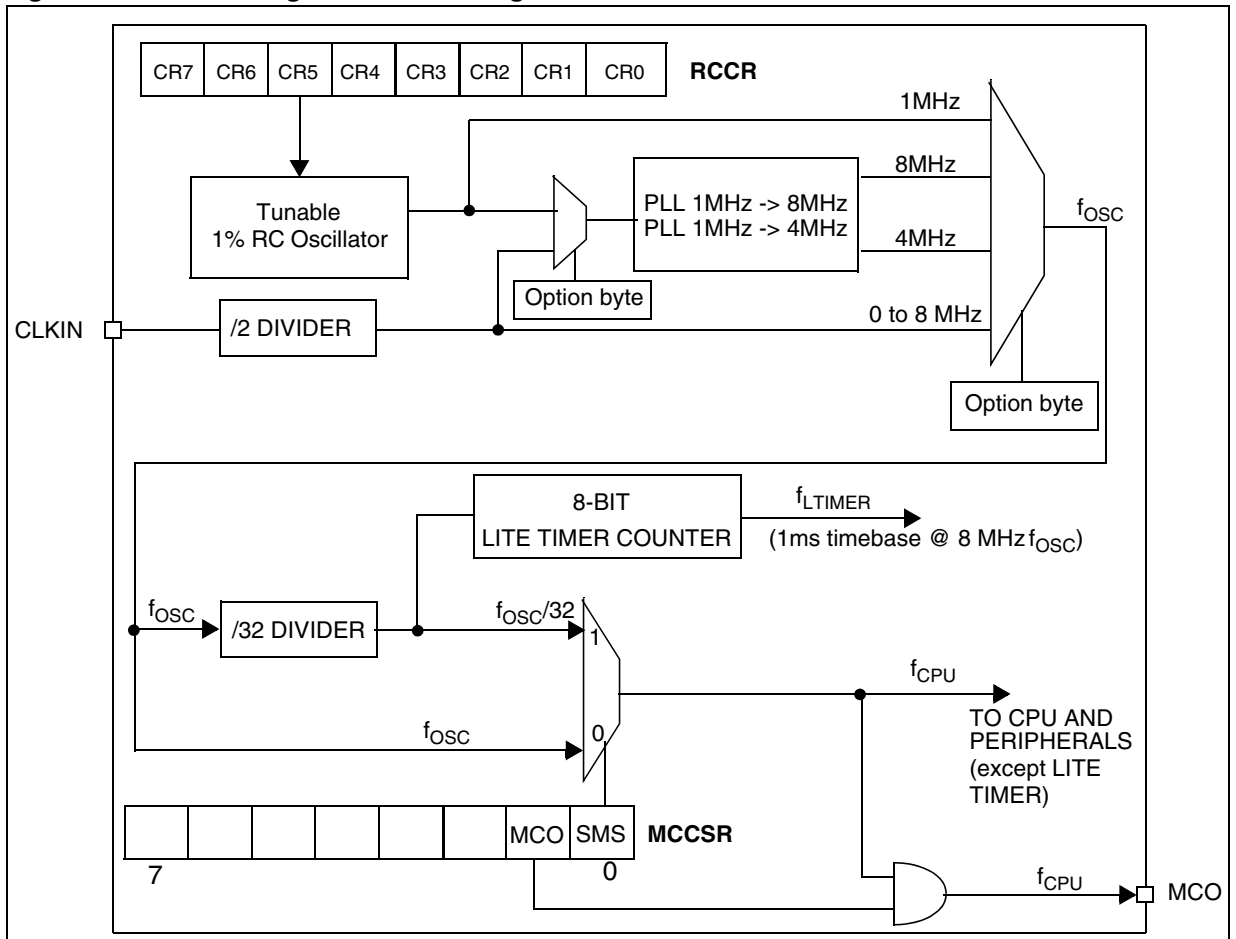 CR7 CR6 CR5 CR4 CR3 CR2 CR1 CR0 RCCR
1MHz
8MHz
Tunable
1% RC Oscillator
PLL 1MHz -> 8MHz
PLL 1MHz -> 4MHz
fOSC
4MHz
Option byte
CLKIN
/2 DIVIDER
0 to 8 MHz
Option byte
8-BIT
LITE TIMER COUNTER
fLTIMER
(1ms timebase @ 8 MHz fOSC)
fOSC
/32 DIVIDER
fOSC/32
1
fCPU
TO CPU AND
PERIPHERALS
(except LITE
TIMER)
fOSC
0
MCO SMS MCCSR
7 0
fCPU
MCO